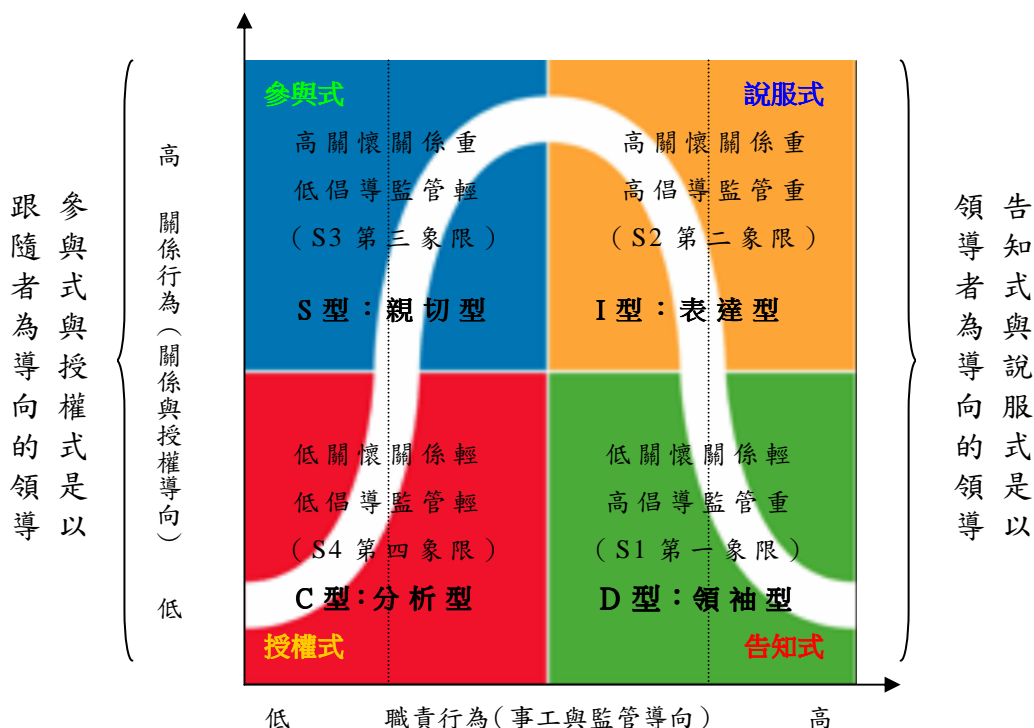 參與式與授權式是以
跟隨者為導向的領導
高
關係行為（關係與授權導向）
低
參與式
高關懷關係重
低倡導監管輕
（S3 第三象限）
S 型：親切型
說服式
高關懷關係重
高倡導監管重
（S2 第二象限）
I 型：表達型
低關懷關係輕
低倡導監管輕
（S4 第四象限）
C 型：分析型
授權式
低關懷關係輕
高倡導監管重
（S1 第一象限）
D 型：領袖型
告知式
告知式與說服式是以
領導者為導向的領導
低 職責行為（事工與監管導向） 高